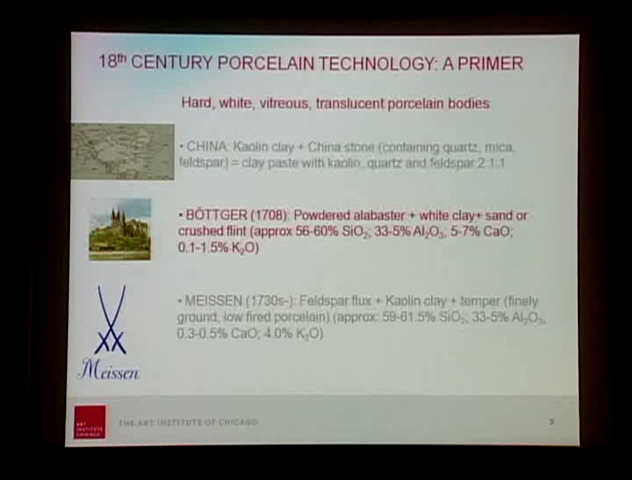 18th CENTURY PORCELAIN TECHNOLOGY: A PRIMER
Hard, white, vitreous, translucent porcelain bodies
• CHINA: Kaolin clay + China stone (containing quartz, mica,
feldspar) = clay paste with kaolin, quartz and feldspar 2:1:1
• BÖTTGER (1708): Powdered alabaster + white clay+ sand or
crushed flint (approx 56-60% SiO2, 33-5% Al2O3, 5-7% CaO;
0.1-1.5% K2O)
• MEISSEN (1730s-): Feldspar flux + Kaolin clay + temper (finely
ground, low fired porcelain) (approx: 59-61.5% SiO2, 33-5% Al2O3,
0.3-0.5% CaO; 4.0% K2O)
Meissen
ART
INSTITUTE
CHICAGO
THE ART INSTITUTE OF CHICAGO